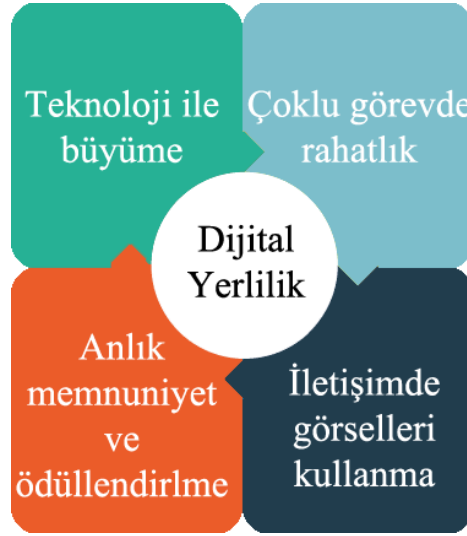 Teknoloji ile
büyüme
Çoklu görevde
rahatlık
Dijital
Yerlilik
Anlık
memnuniyet
ve
ödüllendirlme
İletişimde
görselleri
kullanma